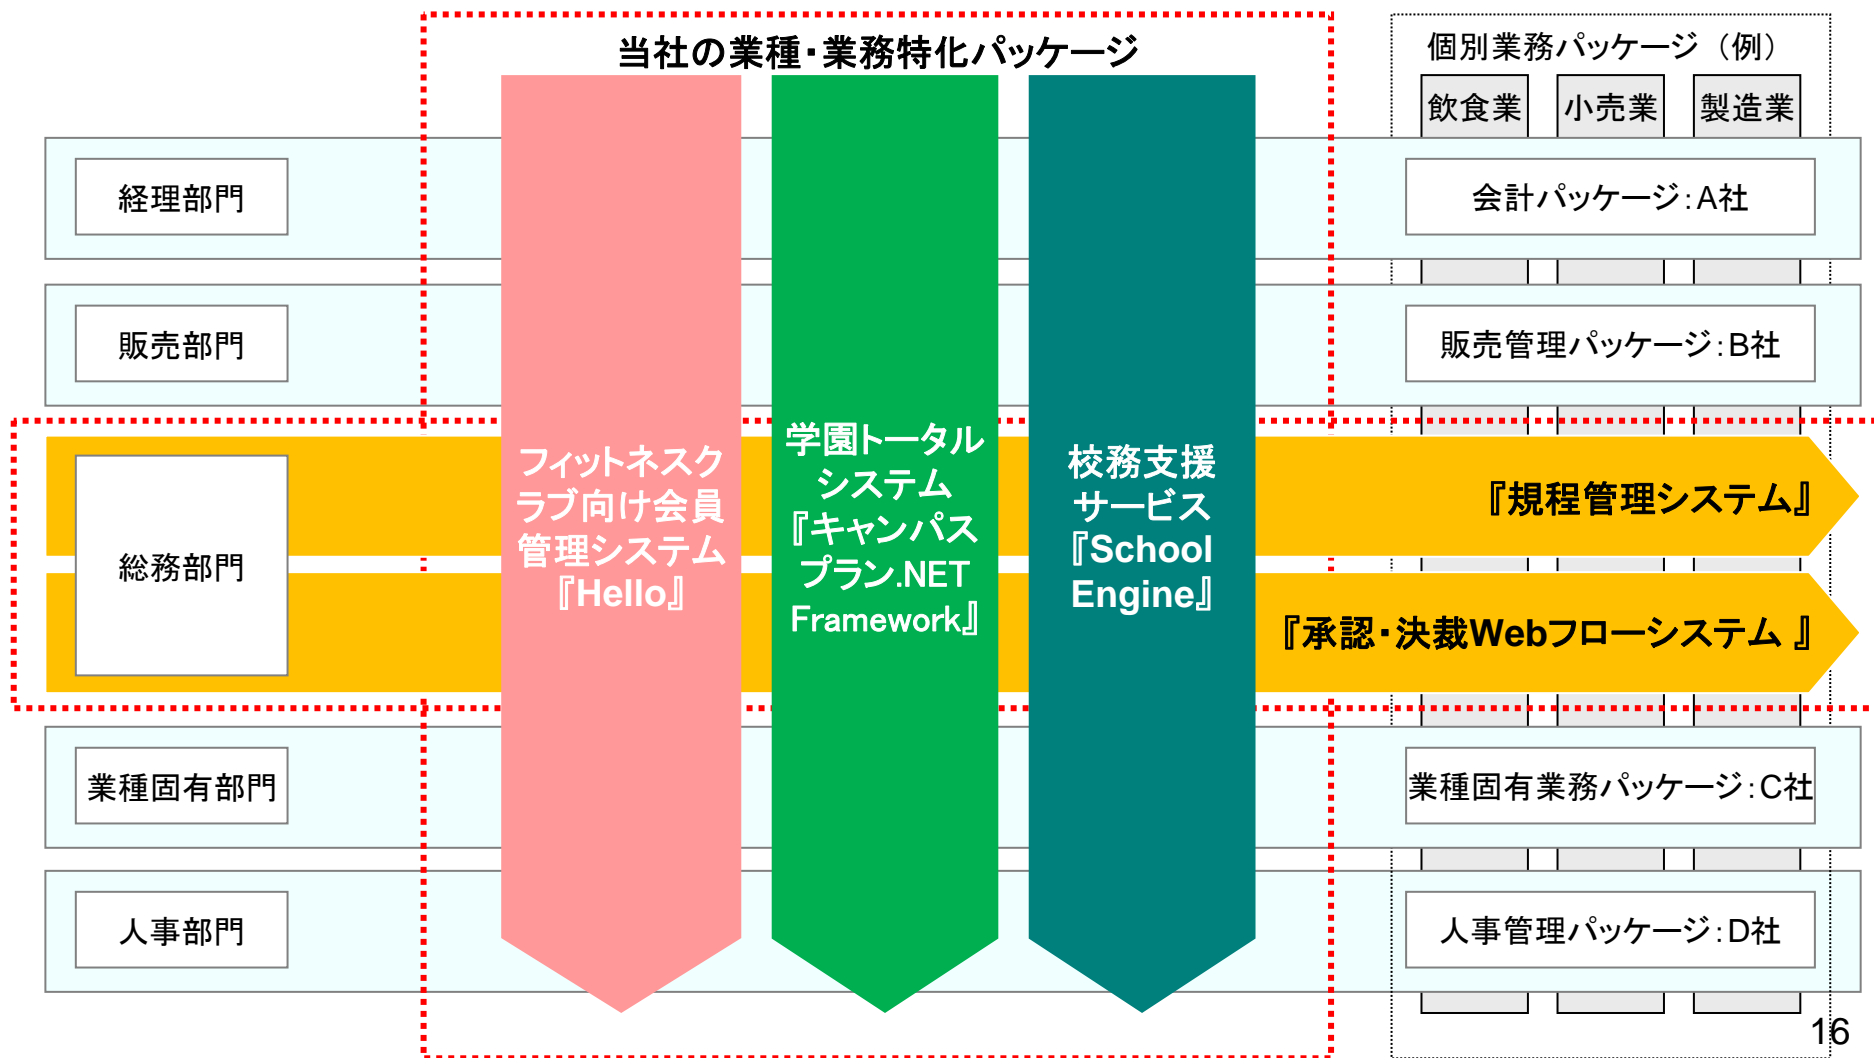 当社の業種・業務特化パッケージ
個別業務パッケージ（例）
飲食業
小売業
製造業
経理部門
会計パッケージ：A社
販売部門
販売管理パッケージ：B社
総務部門
フィットネスク
ラブ向け会員
管理システム
『Hello』
学園トータル
システム
『キャンパス
プラン.NET
Framework』
校務支援
サービス
『School
Engine』
『規程管理システム』
『承認・決裁Webフローシステム 』
業種固有部門
業種固有業務パッケージ：C社
人事部門
人事管理パッケージ：D社
16